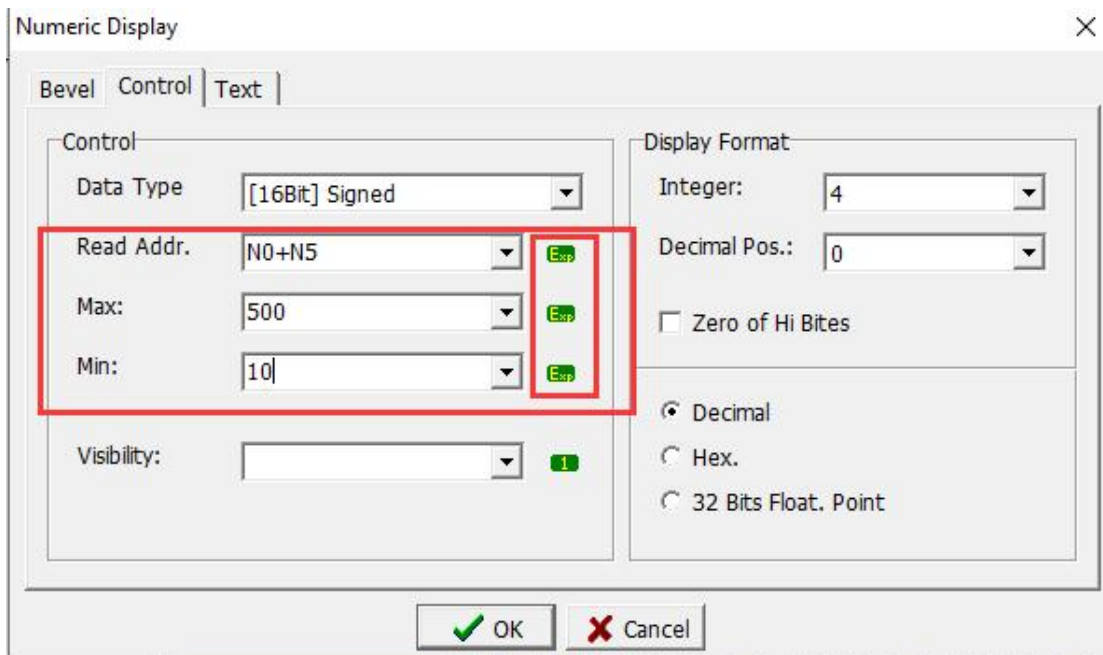 Numeric Display
Bevel Control Text
Control
Data Type [16Bit] Signed
Read Addr. N0+N5 Exp
Max: 500 Exp
Min: 10 Exp
Visibility: 1
Display Format
Integer: 4
Decimal Pos.: 0
Zero of Hi Bites
Decimal
Hex.
32 Bits Float. Point
OK Cancel